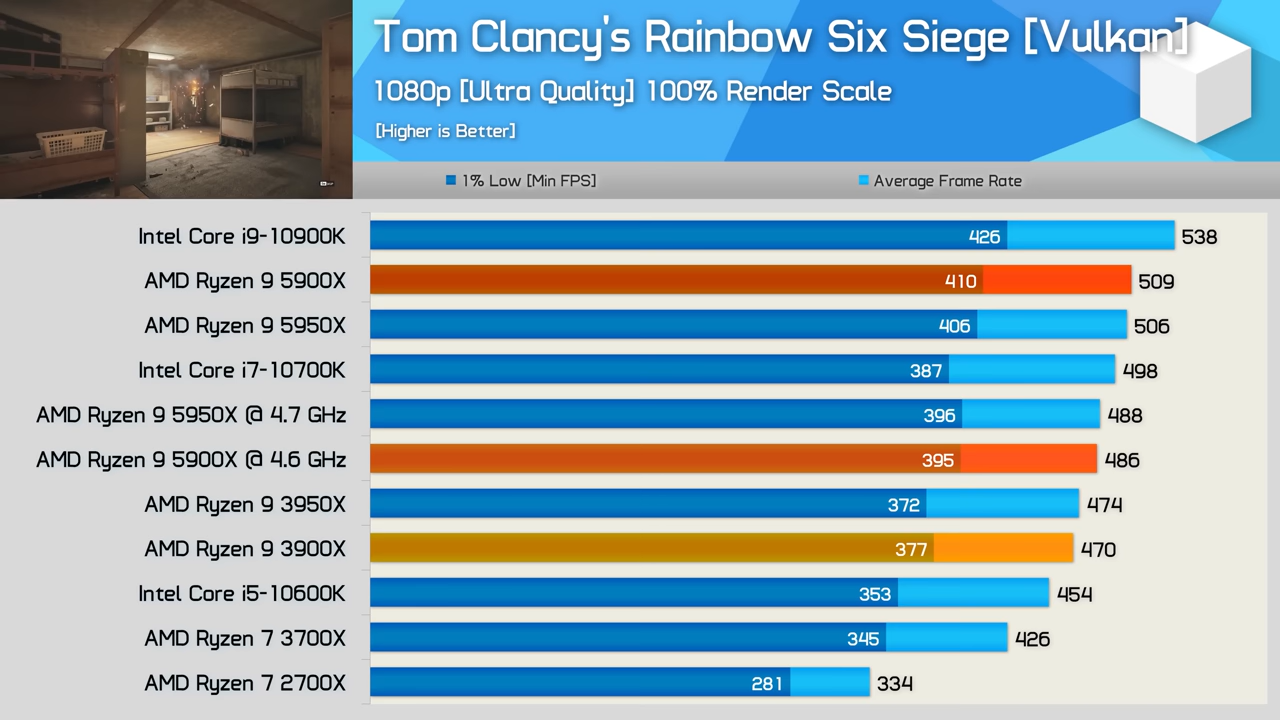 Tom Clancy's Rainbow Six Siege [Vulkan]
1080p [Ultra Quality] 100% Render Scale
[Higher is Better]
1% Low [Min FPS] Average Frame Rate
Intel Core i9-10900K 426 538
AMD Ryzen 9 5900X 410 509
AMD Ryzen 9 5950X 406 506
Intel Core i7-10700K 387 498
AMD Ryzen 9 5950X @ 4.7 GHz 396 488
AMD Ryzen 9 5900X @ 4.6 GHz 395 486
AMD Ryzen 9 3950X 372 474
AMD Ryzen 9 3900X 377 470
Intel Core i5-10600K 353 454
AMD Ryzen 7 3700X 345 426
AMD Ryzen 7 2700X 281 334